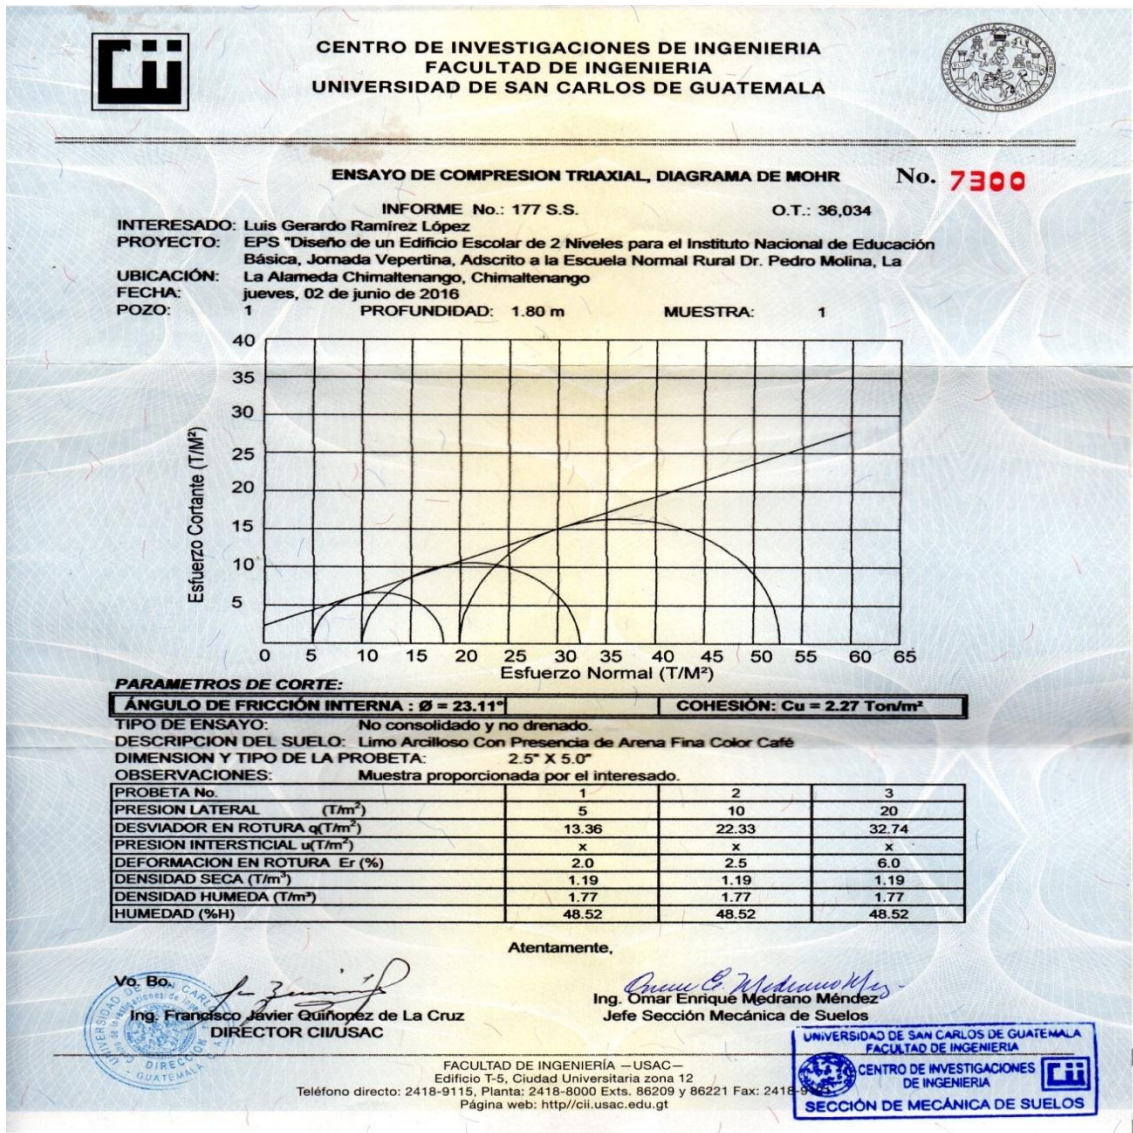 Cii
CENTRO DE INVESTIGACIONES DE INGENIERIA
FACULTAD DE INGENIERIA
UNIVERSIDAD DE SAN CARLOS DE GUATEMALA
ENSAYO DE COMPRESION TRIAXIAL, DIAGRAMA DE MOHR No. 7300
INFORME No.: 177 S.S. O.T.: 36,034
INTERESADO: Luis Gerardo Ramírez López
PROYECTO: EPS "Diseño de un Edificio Escolar de 2 Niveles para el Instituto Nacional de Educación
Básica, Jornada Vepertina, Adscrito a la Escuela Normal Rural Dr. Pedro Molina, La
UBICACIÓN: La Alameda Chimaltenango, Chimaltenango
FECHA: jueves, 02 de junio de 2016
POZO: 1 PROFUNDIDAD: 1.80 m MUESTRA: 1
40
35
30
25
20
15
10
5
Esfuerzo Cortante (T/M²)
0 5 10 15 20 25 30 35 40 45 50 55 60 65
Esfuerzo Normal (T/M²)
PARAMETROS DE CORTE:
ÁNGULO DE FRICCIÓN INTERNA : Ø = 23.11° COHESIÓN: Cu = 2.27 Ton/m²
TIPO DE ENSAYO: No consolidado y no drenado.
DESCRIPCION DEL SUELO: Limo Arcilloso Con Presencia de Arena Fina Color Café
DIMENSION Y TIPO DE LA PROBETA: 2.5" X 5.0"
OBSERVACIONES: Muestra proporcionada por el interesado.
PROBETA No. 1 2 3
PRESION LATERAL (T/m²) 5 10 20
DESVIADOR EN ROTURA q(T/m²) 13.36 22.33 32.74
PRESION INTERSTICIAL u(T/m²) x x x
DEFORMACION EN ROTURA Er (%) 2.0 2.5 6.0
DENSIDAD SECA (T/m³) 1.19 1.19 1.19
DENSIDAD HUMEDA (T/m³) 1.77 1.77 1.77
HUMEDAD (%H) 48.52 48.52 48.52
Atentamente,
Vo. Bo.
Ing. Francisco Javier Quiñonez de La Cruz
DIRECTOR CII/USAC
Ing. Omar Enrique Medrano Méndez
Jefe Sección Mecánica de Suelos
UNIVERSIDAD DE SAN CARLOS DE GUATEMALA
FACULTAD DE INGENIERIA
CENTRO DE INVESTIGACIONES
DE INGENIERIA
Cii
SECCIÓN DE MECÁNICA DE SUELOS
FACULTAD DE INGENIERÍA —USAC—
Edificio T-5, Ciudad Universitaria zona 12
Teléfono directo: 2418-9115, Planta: 2418-8000 Exts. 86209 y 86221 Fax: 2418-
Página web: http//cii.usac.edu.gt